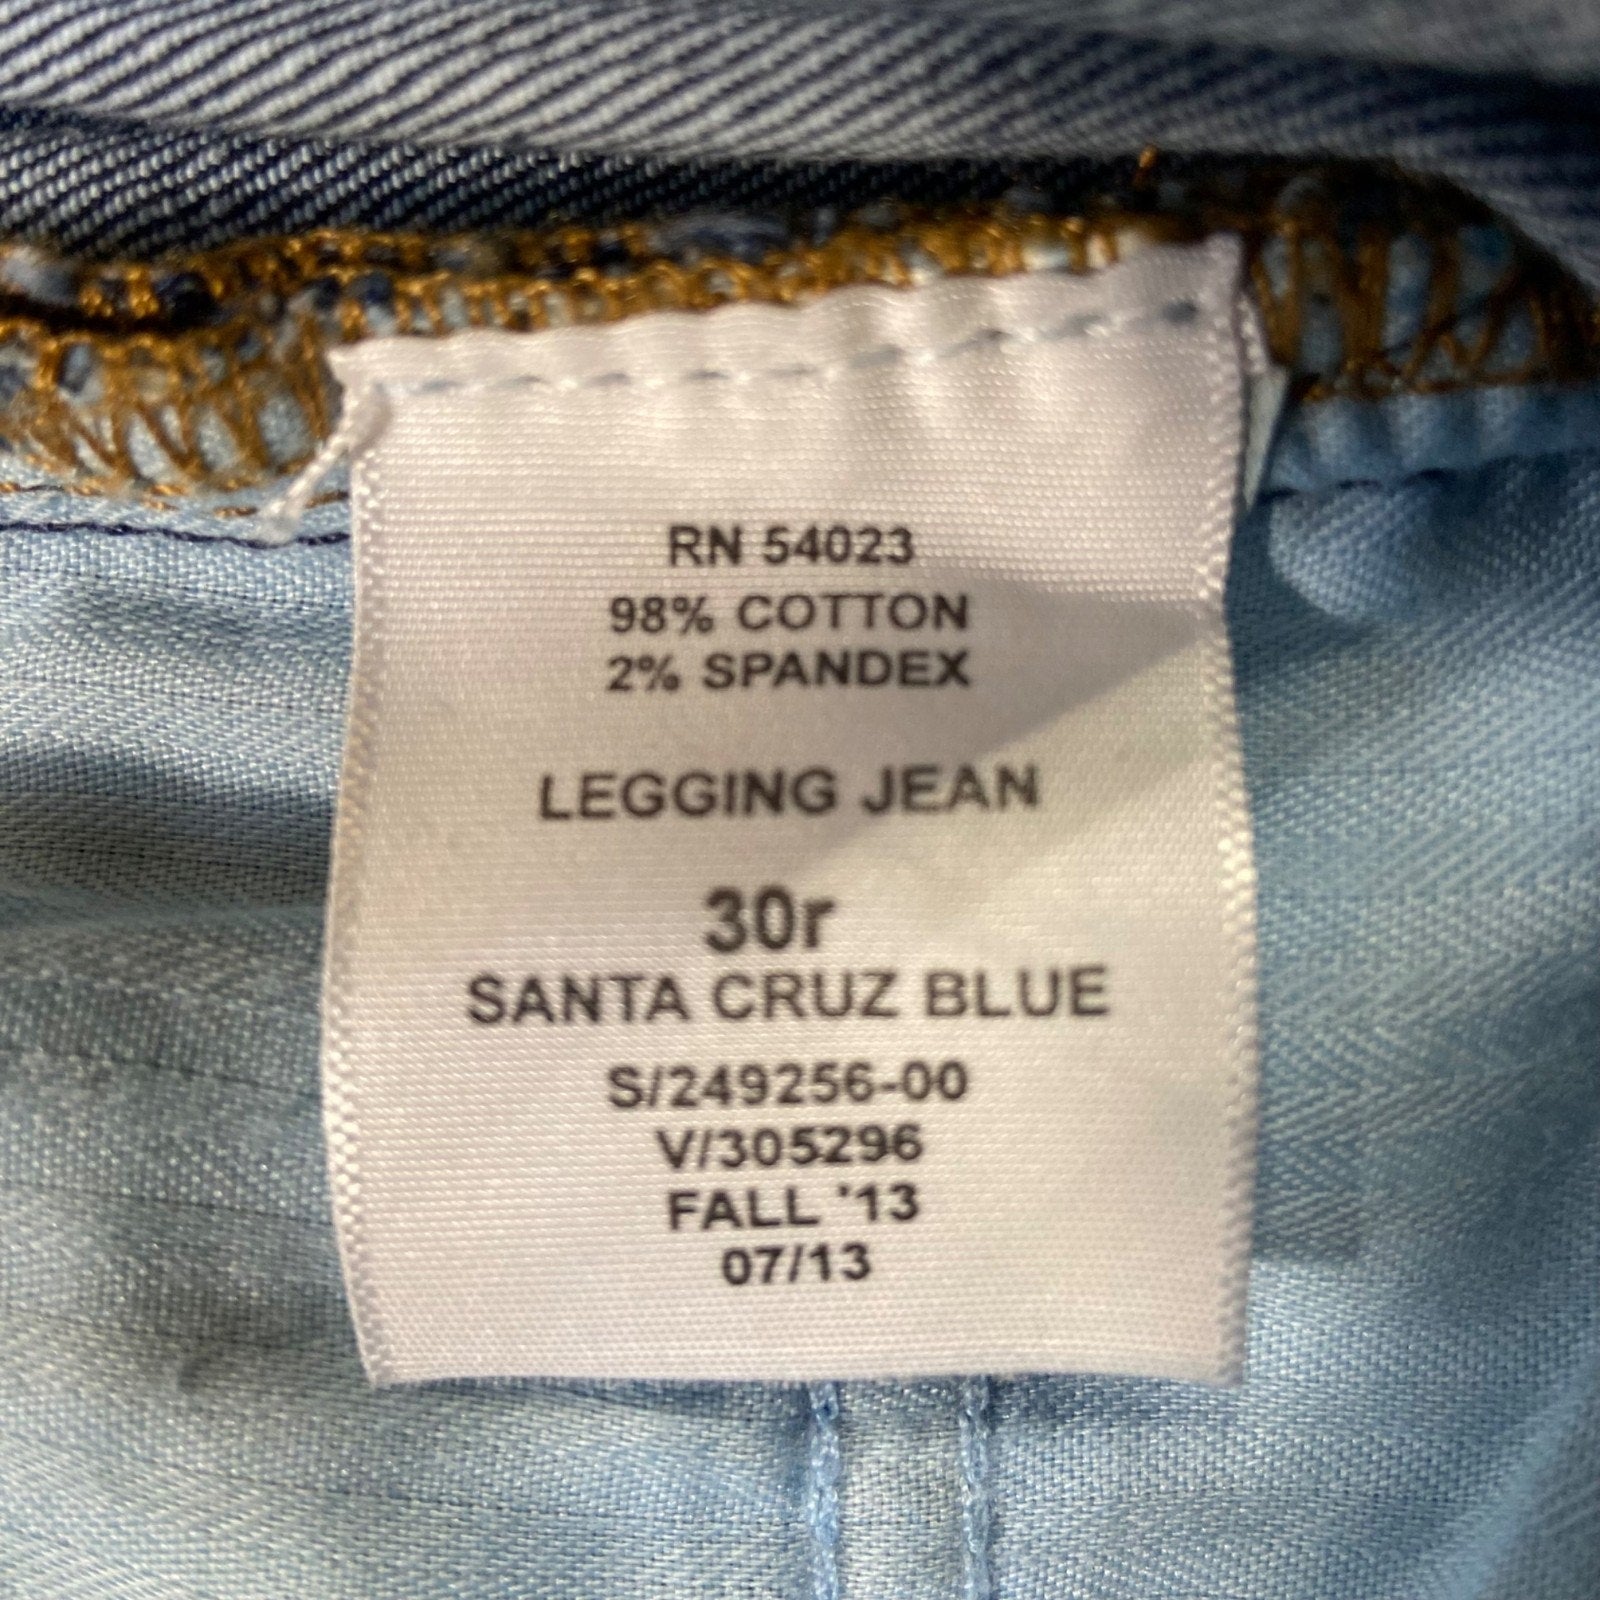 RN 54023
98% COTTON
2% SPANDEX
LEGGING JEAN
30r
SANTA CRUZ BLUE
S/249256-00
V/305296
FALL '13
07/13